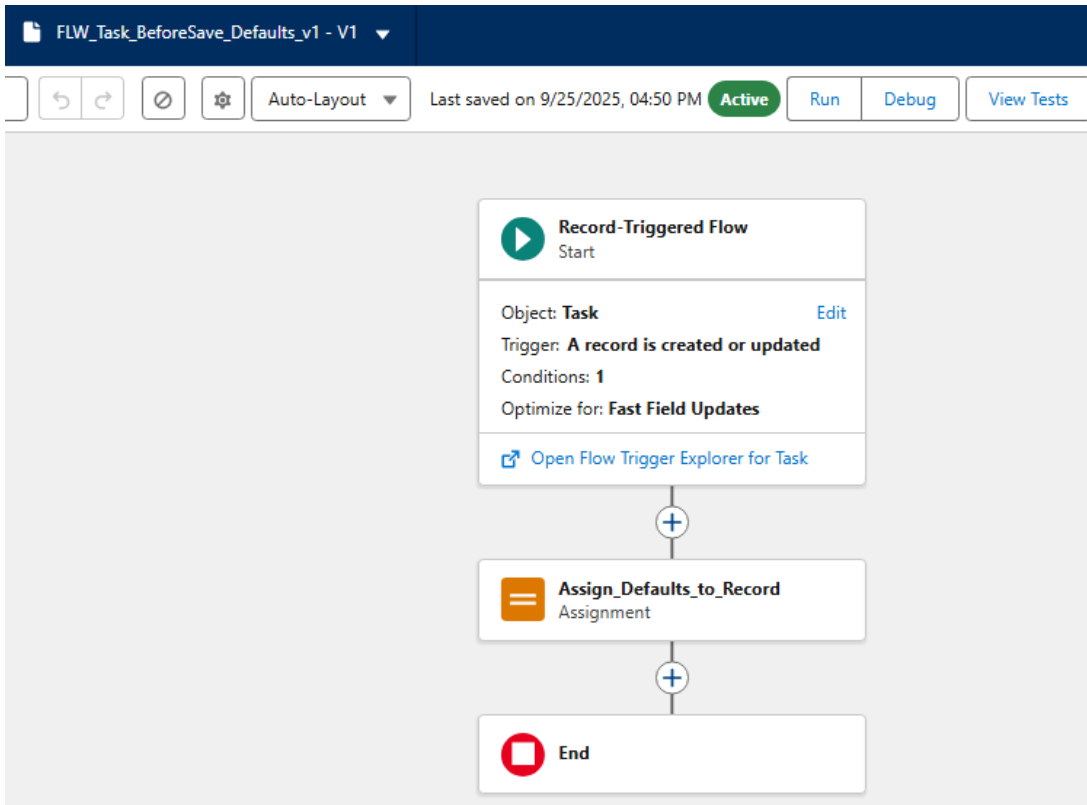 FLW_Task_BeforeSave_Defaults_v1 - V1
Auto-Layout Last saved on 9/25/2025, 04:50 PM Active Run Debug View Tests
Record-Triggered Flow
Start
Object: Task Edit
Trigger: A record is created or updated
Conditions: 1
Optimize for: Fast Field Updates
Open Flow Trigger Explorer for Task
Assign_Defaults_to_Record
Assignment
End